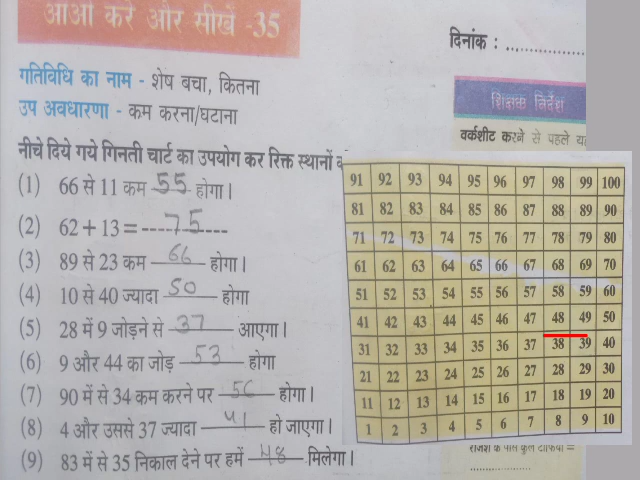 आओ करें और सीखें -35
दिनांक :
गतिविधि का नाम - शेष बचा, कितना
उप अवधारणा - कम करना/घटाना
शिक्षक निर्देश
वर्कशीट करने से पहले
नीचे दिये गये गिनती चार्ट का उपयोग कर रिक्त स्थानों
(1) 66 से 11 कम 55 होगा।
(2) 62 + 13 = 75
(3) 89 से 23 कम 66 होगा।
(4) 10 से 40 ज्यादा 50 होगा
(5) 28 में 9 जोड़ने से 37 आएगा।
(6) 9 और 44 का जोड़ 53 होगा
(7) 90 में से 34 कम करने पर 56 होगा।
(8) 4 और उससे 37 ज्यादा 41 हो जाएगा।
(9) 83 में से 35 निकाल देने पर हमें 48 मिलेगा।
91 92 93 94 95 96 97 98 99 100
81 82 83 84 85 86 87 88 89 90
71 72 73 74 75 76 77 78 79 80
61 62 63 64 65 66 67 68 69 70
51 52 53 54 55 56 57 58 59 60
41 42 43 44 45 46 47 48 49 50
31 32 33 34 35 36 37 38 39 40
21 22 23 24 25 26 27 28 29 30
11 12 13 14 15 16 17 18 19 20
1 2 3 4 5 6 7 8 9 10
राजेश के पास कुल =